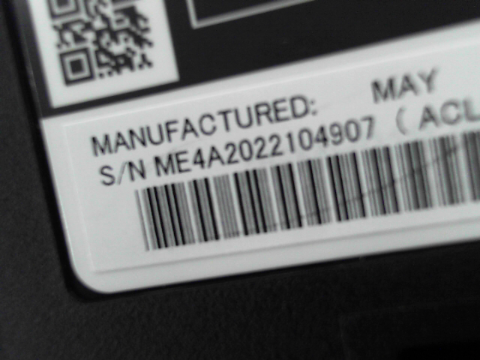 MANUFACTURED: MAY
S/N ME4A2022104907 ( ACL